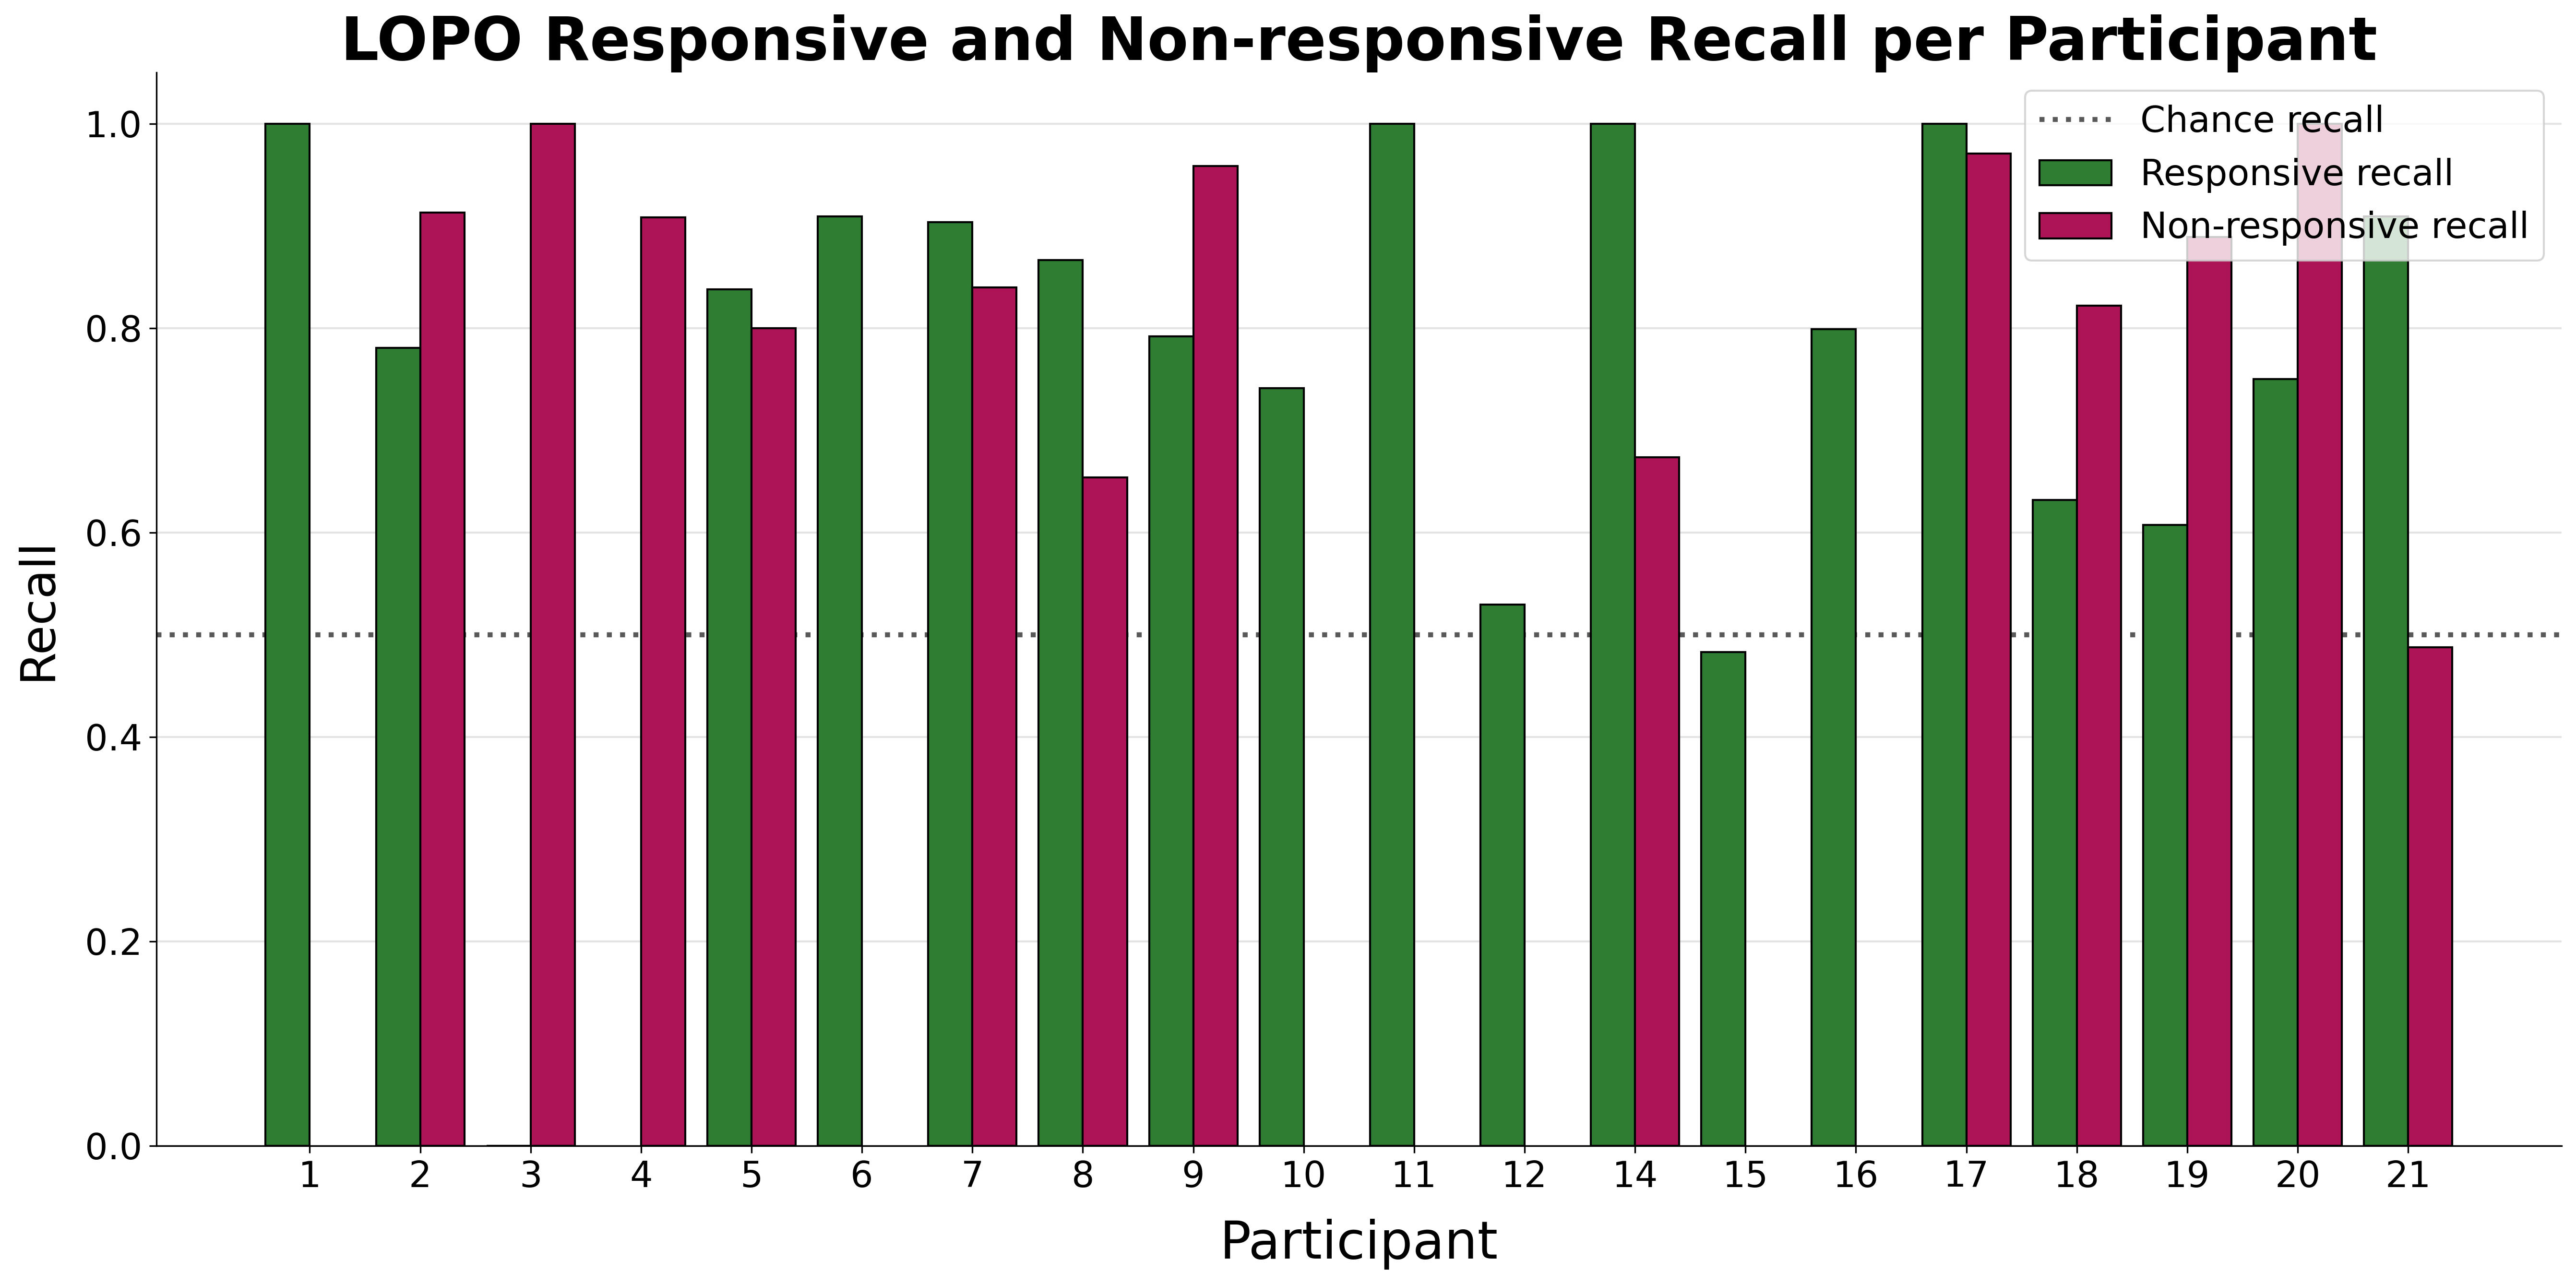 LOPO Responsive and Non-responsive Recall per Participant
Chance recall
Responsive recall
Non-responsive recall
Recall
1.0
0.8
0.6
0.4
0.2
0.0
1 2 3 4 5 6 7 8 9 10 11 12 14 15 16 17 18 19 20 21
Participant